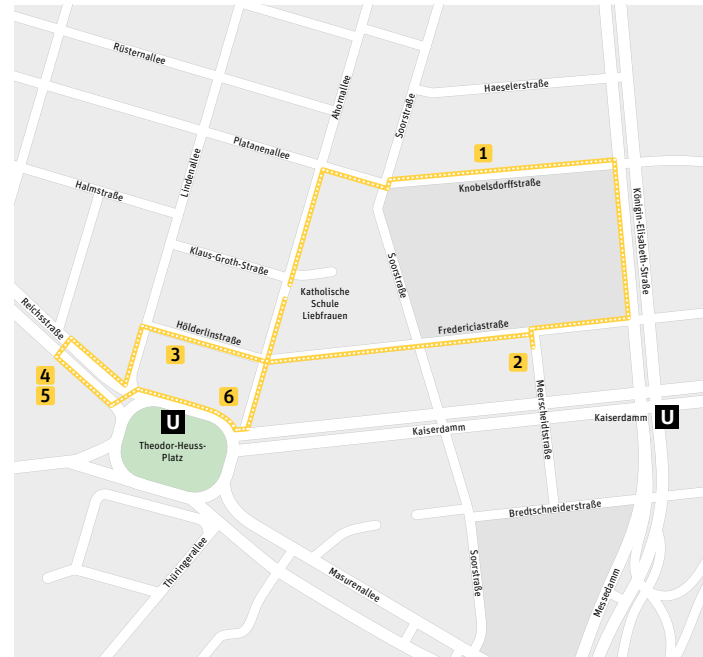 Rüsternallee
Ahornallee
Soorstraße
Haeselerstraße
Platanenallee
1
Lindenallee
Knobelsdorffstraße
Halmstraße
Königin-Elisabeth-Straße
Klaus-Groth-Straße
Soorstraße
Katholische
Schule
Liebfrauen
Reichsstraße
Hölderlinstraße
Fredericiastraße
3
2
4
5
6
Meerscheidtstraße
U
Kaiserdamm
U
Kaiserdamm
Theodor-Heuss-
Platz
Bredtschneiderstraße
Thüringerallee
Masurenallee
Soorstraße
Messedamm